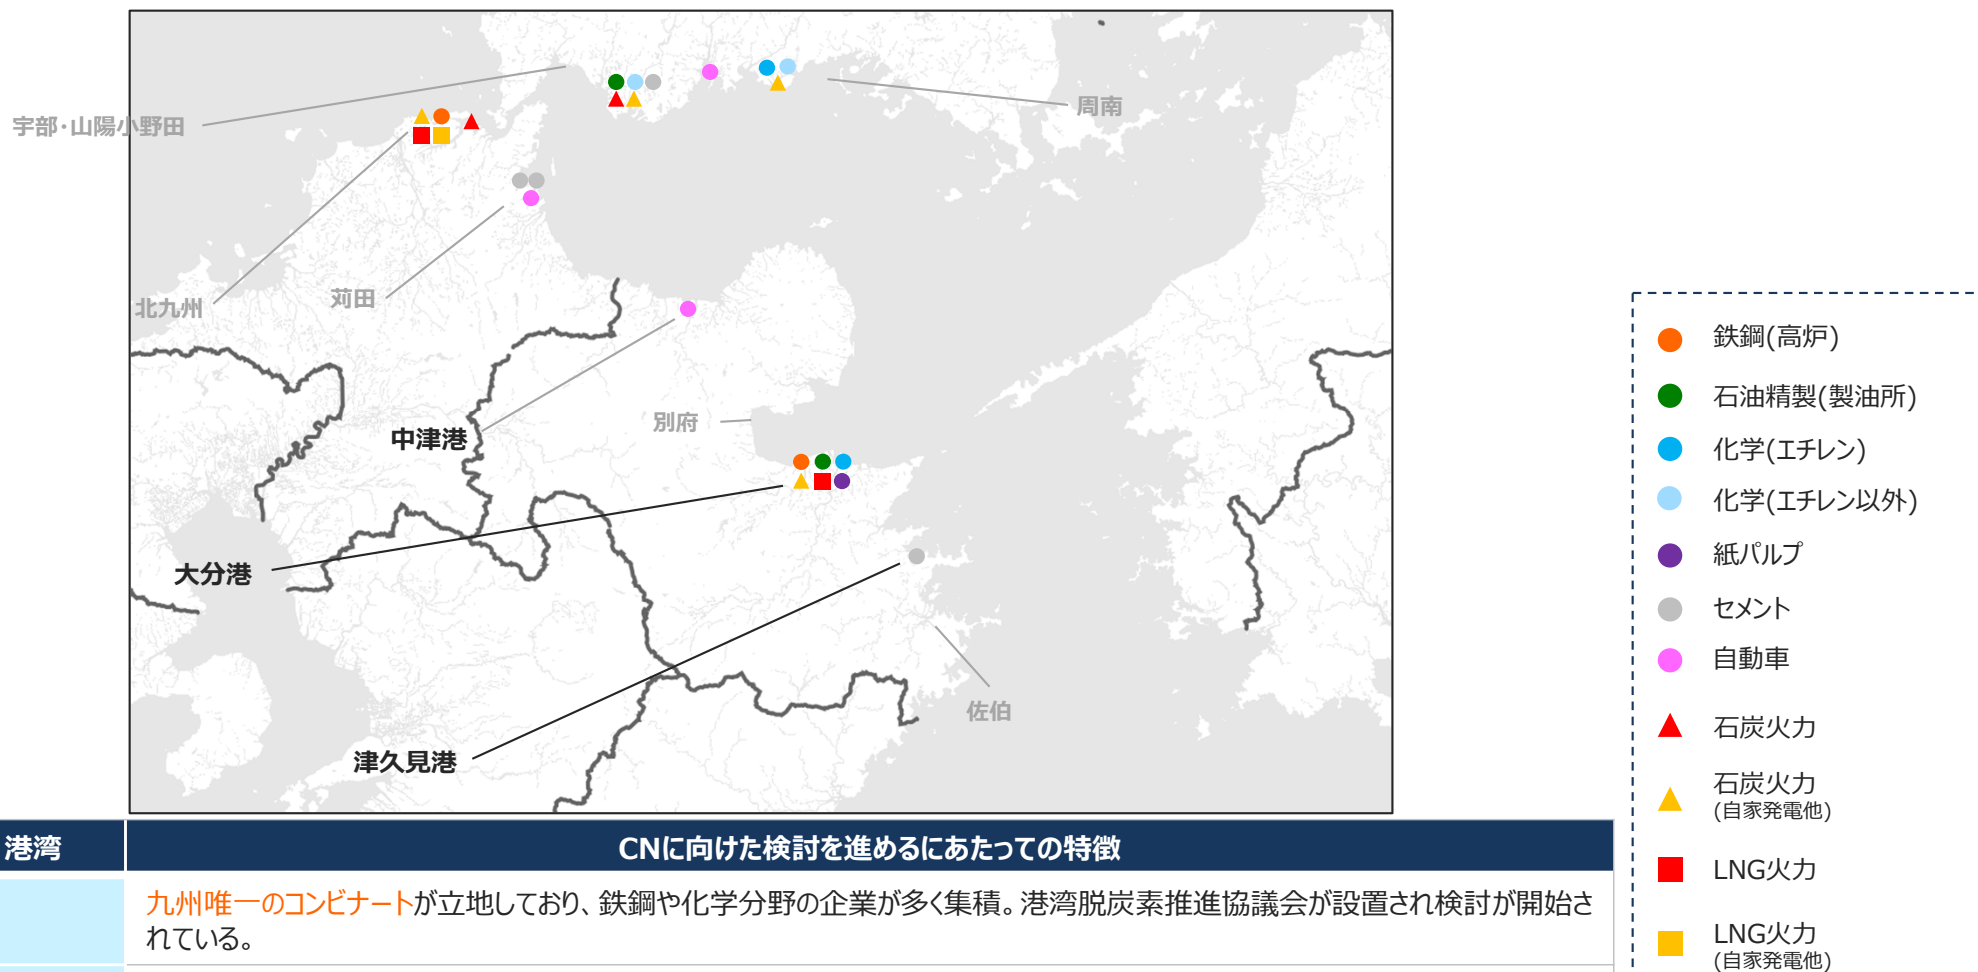 宇部・山陽小野田
周南
北九州
苅田
中津港
別府
大分港
佐伯
津久見港
鉄鋼(高炉)
石油精製(製油所)
化学(エチレン)
化学(エチレン以外)
紙パルプ
セメント
自動車
石炭火力
石炭火力
(自家発電他)
LNG火力
LNG火力
(自家発電他)
港湾
CNに向けた検討を進めるにあたっての特徴
九州唯一のコンビナートが立地しており、鉄鋼や化学分野の企業が多く集積。港湾脱炭素推進協議会が設置され検討が開始さ
れている。